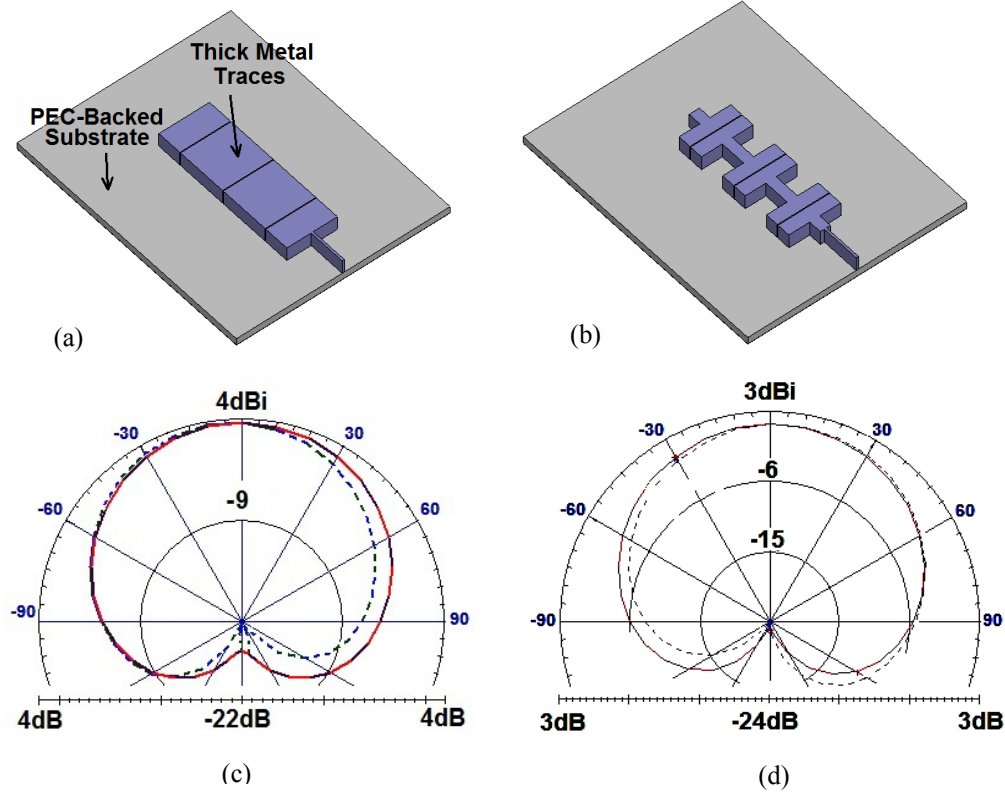 Thick Metal
Traces
PEC-Backed
Substrate
(a)
(b)
4dBi
-30
30
-9
-60
60
-90
90
4dB
-22dB
4dB
(c)
3dBi
-30
30
-6
-60
60
-15
-90
90
3dB
-24dB
3dB
(d)